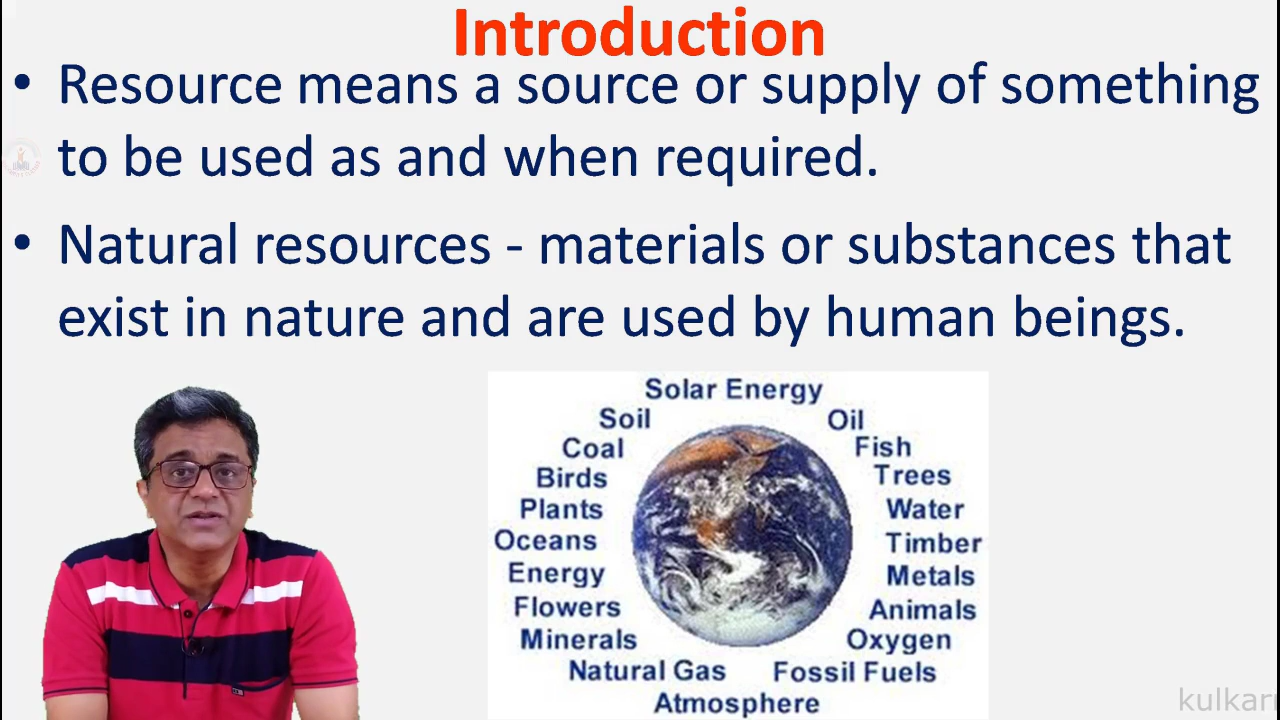 Introduction
• Resource means a source or supply of something
to be used as and when required.
• Natural resources - materials or substances that
exist in nature and are used by human beings.
Solar Energy
Soil
Oil
Coal
Fish
Birds
Trees
Plants
Water
Oceans
Timber
Energy
Metals
Flowers
Animals
Minerals
Oxygen
Natural Gas
Fossil Fuels
Atmosphere